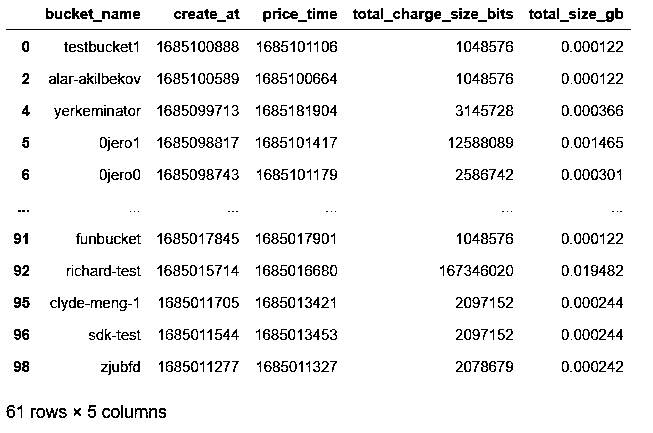 bucket_name create_at price_time total_charge_size_bits total_size_gb
0 testbucket1 1685100888 1685101106 1048576 0.000122
2 alar-akilbekov 1685100589 1685100664 1048576 0.000122
4 yerkeminator 1685099713 1685181904 3145728 0.000366
5 0jero1 1685098817 1685101417 12588089 0.001465
6 0jero0 1685098743 1685101179 2586742 0.000301
... ... ... ... ... ...
91 funbucket 1685017845 1685017901 1048576 0.000122
92 richard-test 1685015714 1685016680 167346020 0.019482
95 clyde-meng-1 1685011705 1685013421 2097152 0.000244
96 sdk-test 1685011544 1685013453 2097152 0.000244
98 zjubfd 1685011277 1685011327 2078679 0.000242
61 rows × 5 columns